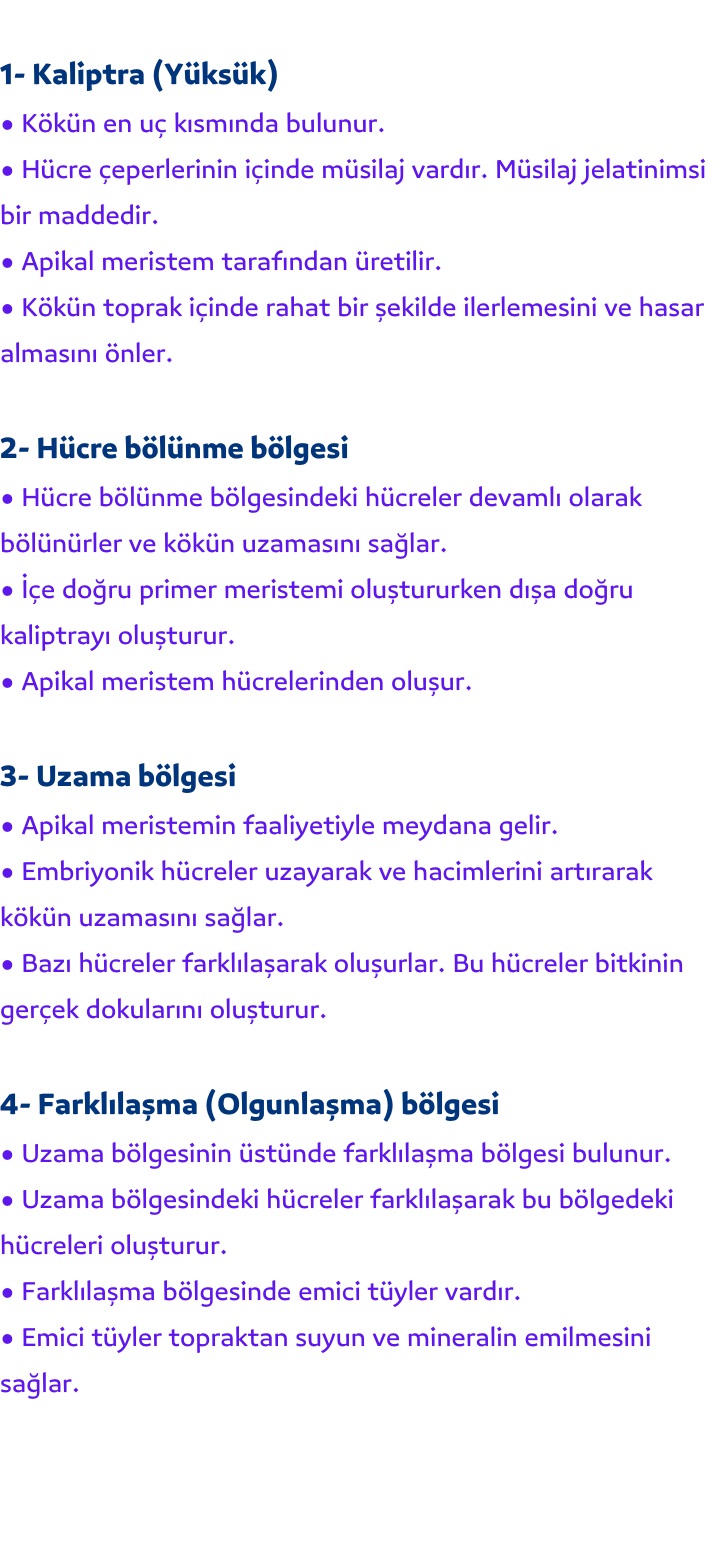 1- Kaliptra (Yüksük)
• Kökün en uç kısmında bulunur.
• Hücre çeperlerinin içinde müsilaj vardır. Müsilaj jelatinimsi
bir maddedir.
• Apikal meristem tarafından üretilir.
• Kökün toprak içinde rahat bir şekilde ilerlemesini ve hasar
almasını önler.
2- Hücre bölünme bölgesi
• Hücre bölünme bölgesindeki hücreler devamlı olarak
bölünürler ve kökün uzamasını sağlar.
• İçe doğru primer meristemi oluştururken dışa doğru
kaliptrayı oluşturur.
• Apikal meristem hücrelerinden oluşur.
3- Uzama bölgesi
• Apikal meristemin faaliyetiyle meydana gelir.
• Embriyonik hücreler uzayarak ve hacimlerini artırarak
kökün uzamasını sağlar.
• Bazı hücreler farklılaşarak oluşurlar. Bu hücreler bitkinin
gerçek dokularını oluşturur.
4- Farklılaşma (Olgunlaşma) bölgesi
• Uzama bölgesinin üstünde farklılaşma bölgesi bulunur.
• Uzama bölgesindeki hücreler farklılaşarak bu bölgedeki
hücreleri oluşturur.
• Farklılaşma bölgesinde emici tüyler vardır.
• Emici tüyler topraktan suyun ve mineralin emilmesini
sağlar.